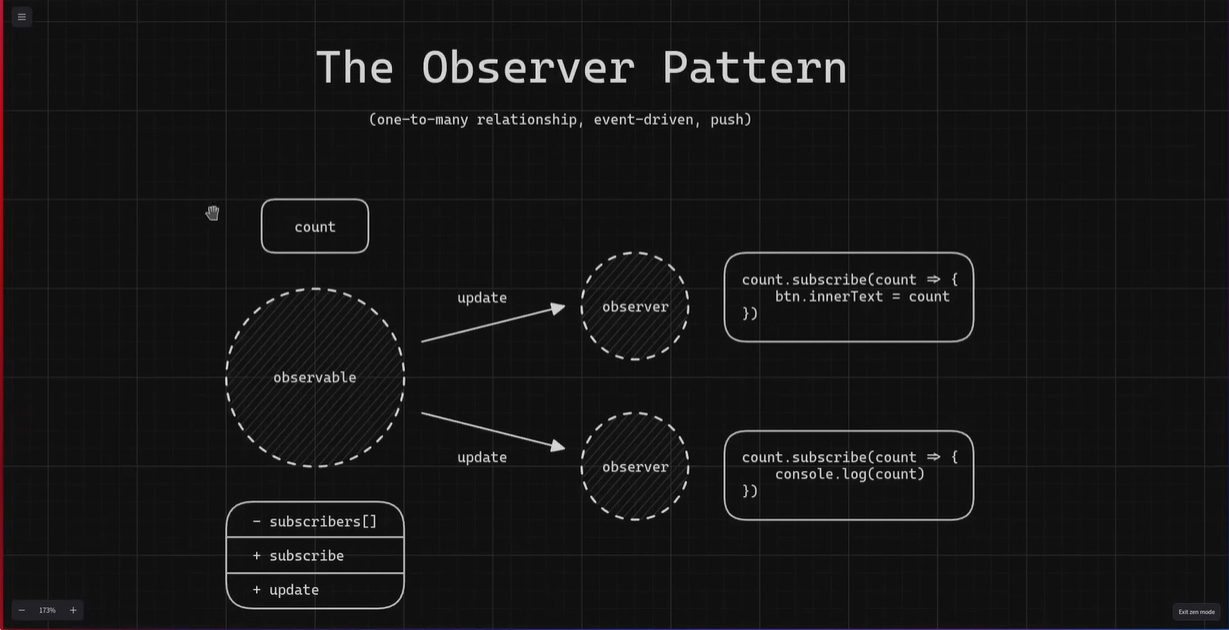 The Observer Pattern
(one-to-many relationship, event-driven, push)
count
observable
- subscribers[]
+ subscribe
+ update
update
update
observer
observer
count.subscribe(count ⇒ {
    btn.innerText = count
})
count.subscribe(count ⇒ {
    console.log(count)
})
− 173% +
Exit zen mode